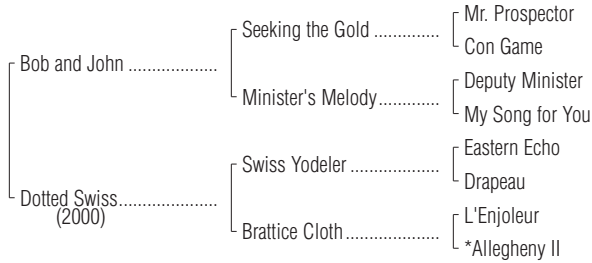 Mr. Prospector
Seeking the Gold ..............
Con Game
Bob and John ...................
Deputy Minister
Minister's Melody.............
My Song for You
Eastern Echo
Swiss Yodeler ...................
Drapeau
Dotted Swiss.....................
(2000)
L'Enjoleur
Brattice Cloth....................
*Allegheny II